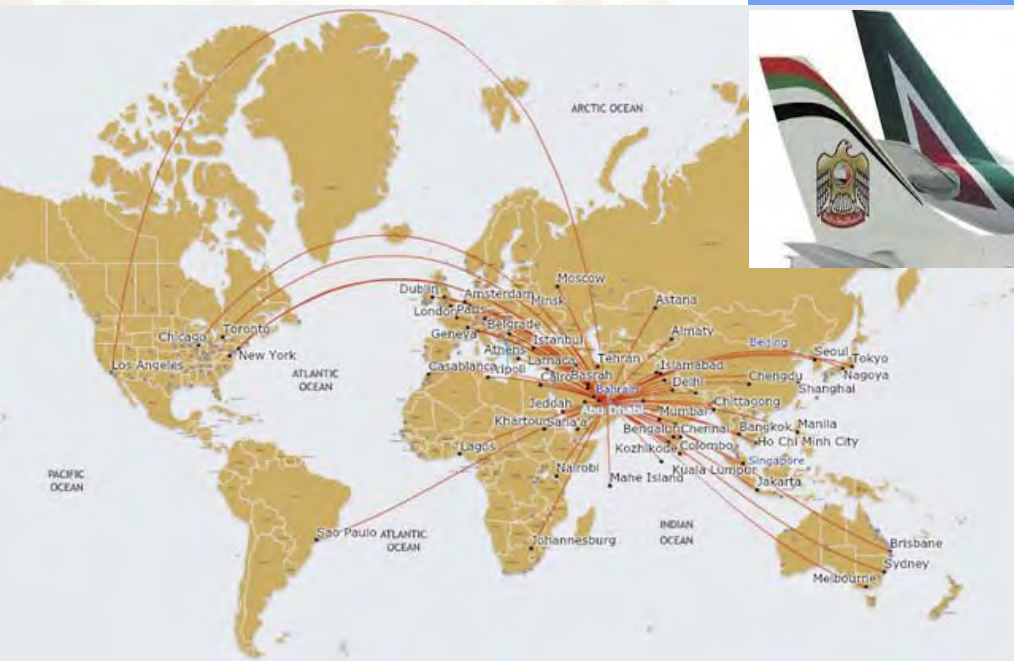 ARCTIC OCEAN
Moscow
Dublin
Amsterdam
Minsk
Astana
London
Paris
Geneva
Belgrade
Istanbul
Almaty
Beijing
Chicago
Toronto
New York
Los Angeles
Athens
Larnaca
Tehran
Islamabad
Seoul
Tokyo
Nagoya
ATLANTIC
OCEAN
Casablanca
Tripoli
Cairo
Basrah
Bahrain
Delhi
Chengdu
Shanghai
Jeddah
Abu Dhabi
Mumbai
Chittagong
Khartoum
Sana'a
Bengaluru
Chennai
Bangkok
Manila
Lagos
Kozhikode
Colombo
Ho Chi Minh City
Singapore
Nairobi
Mahe Island
Kuala Lumpur
Jakarta
PACIFIC
OCEAN
Sao Paulo
ATLANTIC
OCEAN
Johannesburg
INDIAN
OCEAN
Brisbane
Sydney
Melbourne